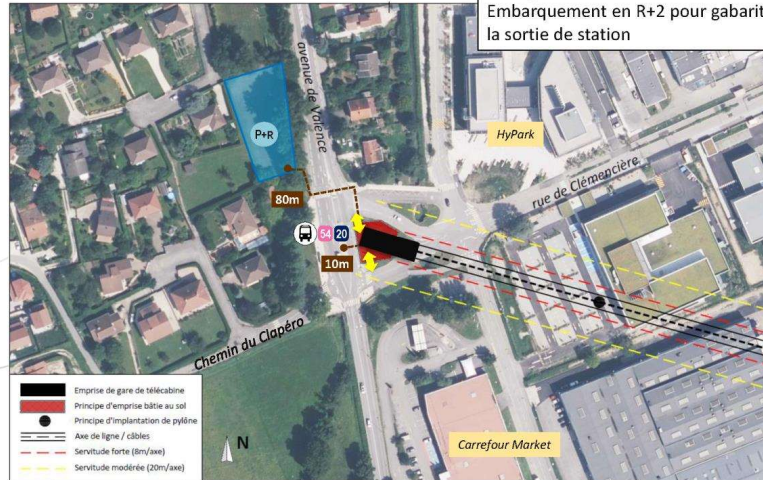 Embarquement en R+2 pour gabarit
la sortie de station
avenue de Valence
HyPark
P+R
rue de Clémencière
80m
54 20
10m
Chemin du Clapéro
Emprise de gare de télécabine
Principe d'emprise bâtie au sol
Principe d'implantation de pylône
Axe de ligne / câbles
Servitude forte (8m/axe)
Servitude modérée (20m/axe)
N
Carrefour Market